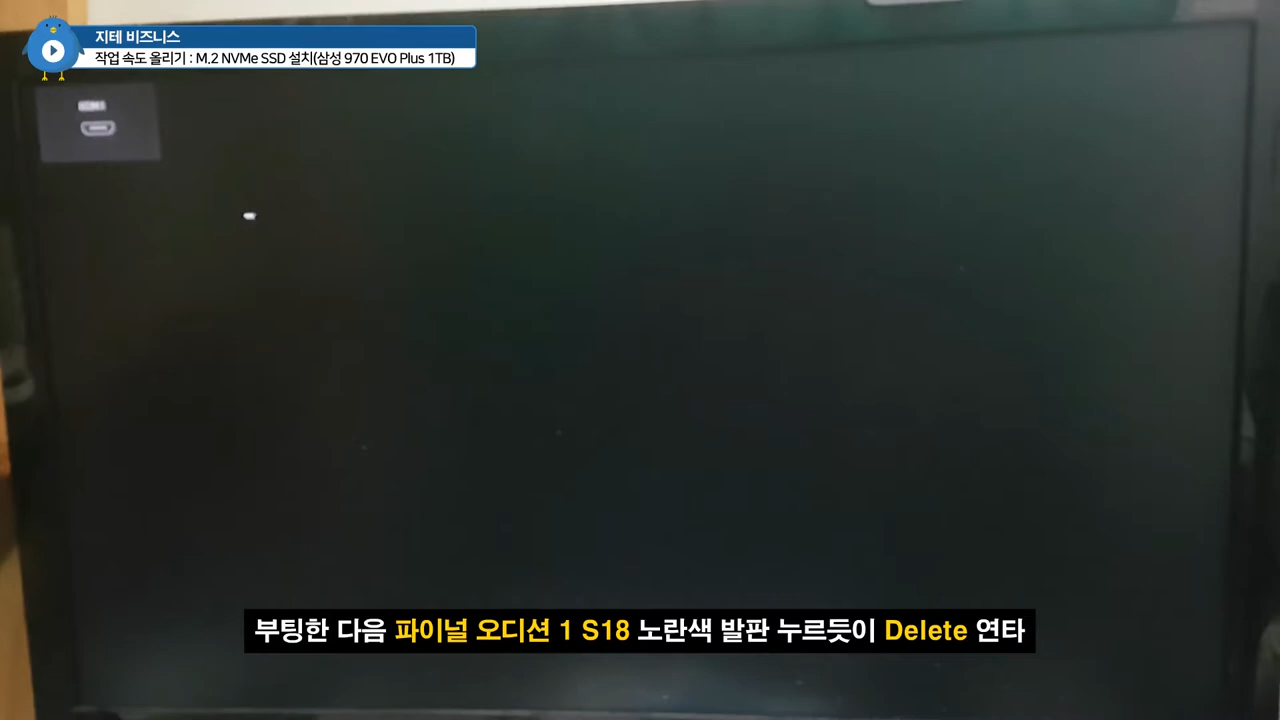 지테 비즈니스
작업 속도 올리기 : M.2 NVMe SSD 설치(삼성 970 EVO Plus 1TB)
부팅한 다음 파이널 오디션 1 S18 노란색 발판 누르듯이 Delete 연타